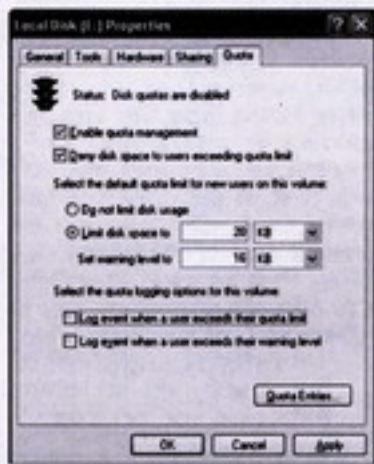 Local Disk (I:) Properties
General Tools Hardware Sharing Quota
Status: Disk quotas are disabled
Enable quota management
Deny disk space to users exceeding quota limit
Select the default quota limit for new users on this volume:
Do not limit disk usage
Limit disk space to 20 KB
Set warning level to 16 KB
Select the quota logging options for this volume:
Log event when a user exceeds their quota limit
Log event when a user exceeds their warning level
Quota Entries...
OK Cancel Apply